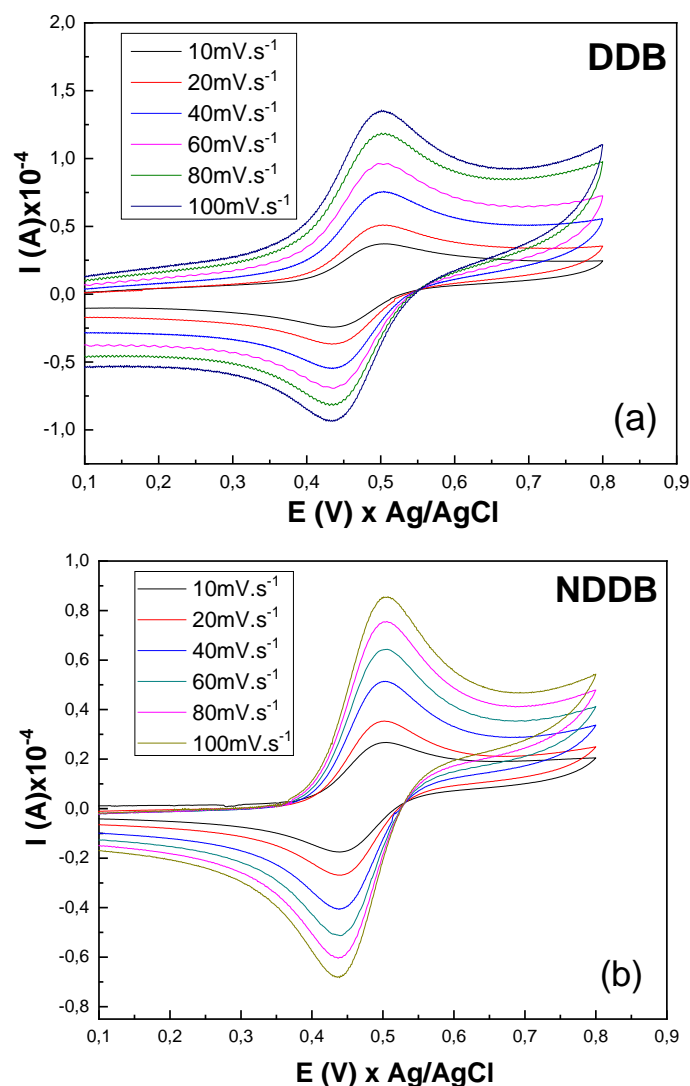 DDB
10mV.s⁻¹
20mV.s⁻¹
40mV.s⁻¹
60mV.s⁻¹
80mV.s⁻¹
100mV.s⁻¹
I (A)x10⁻⁴
2,0
1,5
1,0
0,5
0,0
-0,5
-1,0
(a)
0,1 0,2 0,3 0,4 0,5 0,6 0,7 0,8 0,9
E (V) x Ag/AgCl
NDDB
10mV.s⁻¹
20mV.s⁻¹
40mV.s⁻¹
60mV.s⁻¹
80mV.s⁻¹
100mV.s⁻¹
I (A)x10⁻⁴
1,0
0,8
0,6
0,4
0,2
0,0
-0,2
-0,4
-0,6
-0,8
(b)
0,1 0,2 0,3 0,4 0,5 0,6 0,7 0,8 0,9
E (V) x Ag/AgCl